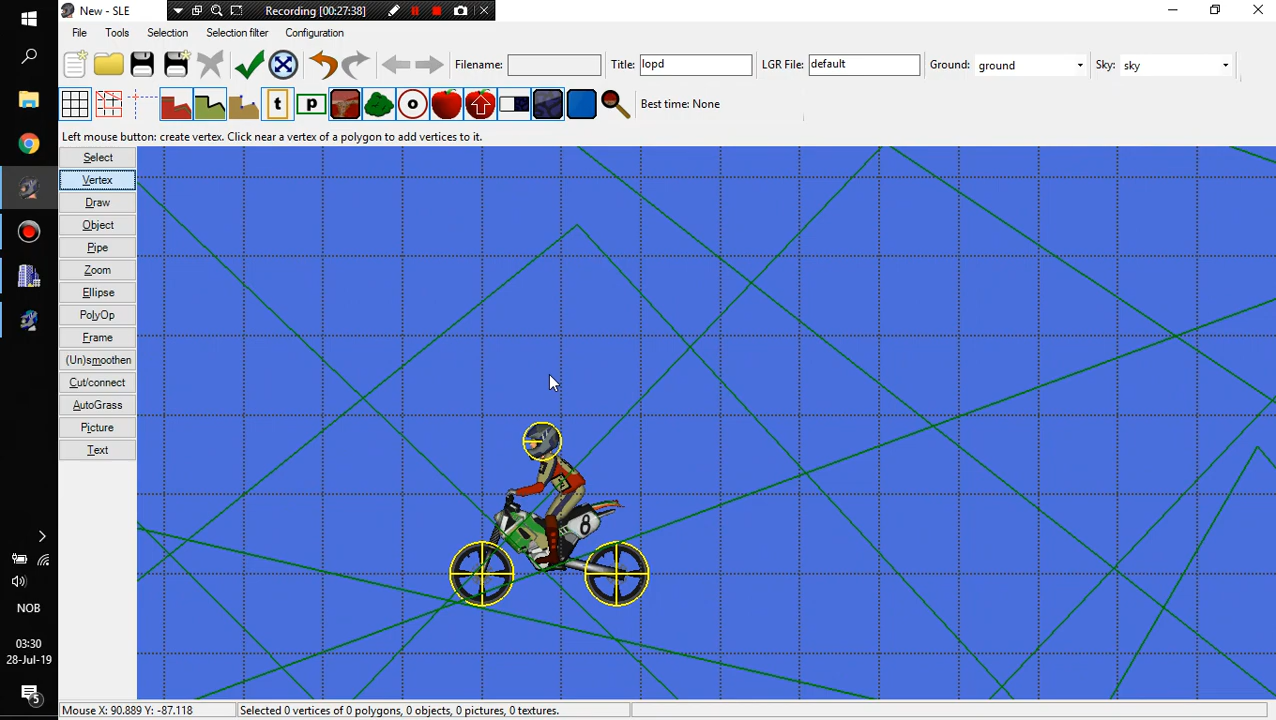 New - SLE
Recording [00:27:38]
File Tools Selection Selection filter Configuration
Filename: Title: lopd LGR File: default Ground: ground Sky: sky
t p o Best time: None
Left mouse button: create vertex. Click near a vertex of a polygon to add vertices to it.
Select
Vertex
Draw
Object
Pipe
Zoom
Ellipse
PolyOp
Frame
(Un)smoothen
Cut/connect
AutoGrass
Picture
Text
8
NOB
03:30
28-Jul-19
5
Mouse X: 90.889 Y: -87.118 Selected 0 vertices of 0 polygons, 0 objects, 0 pictures, 0 textures.